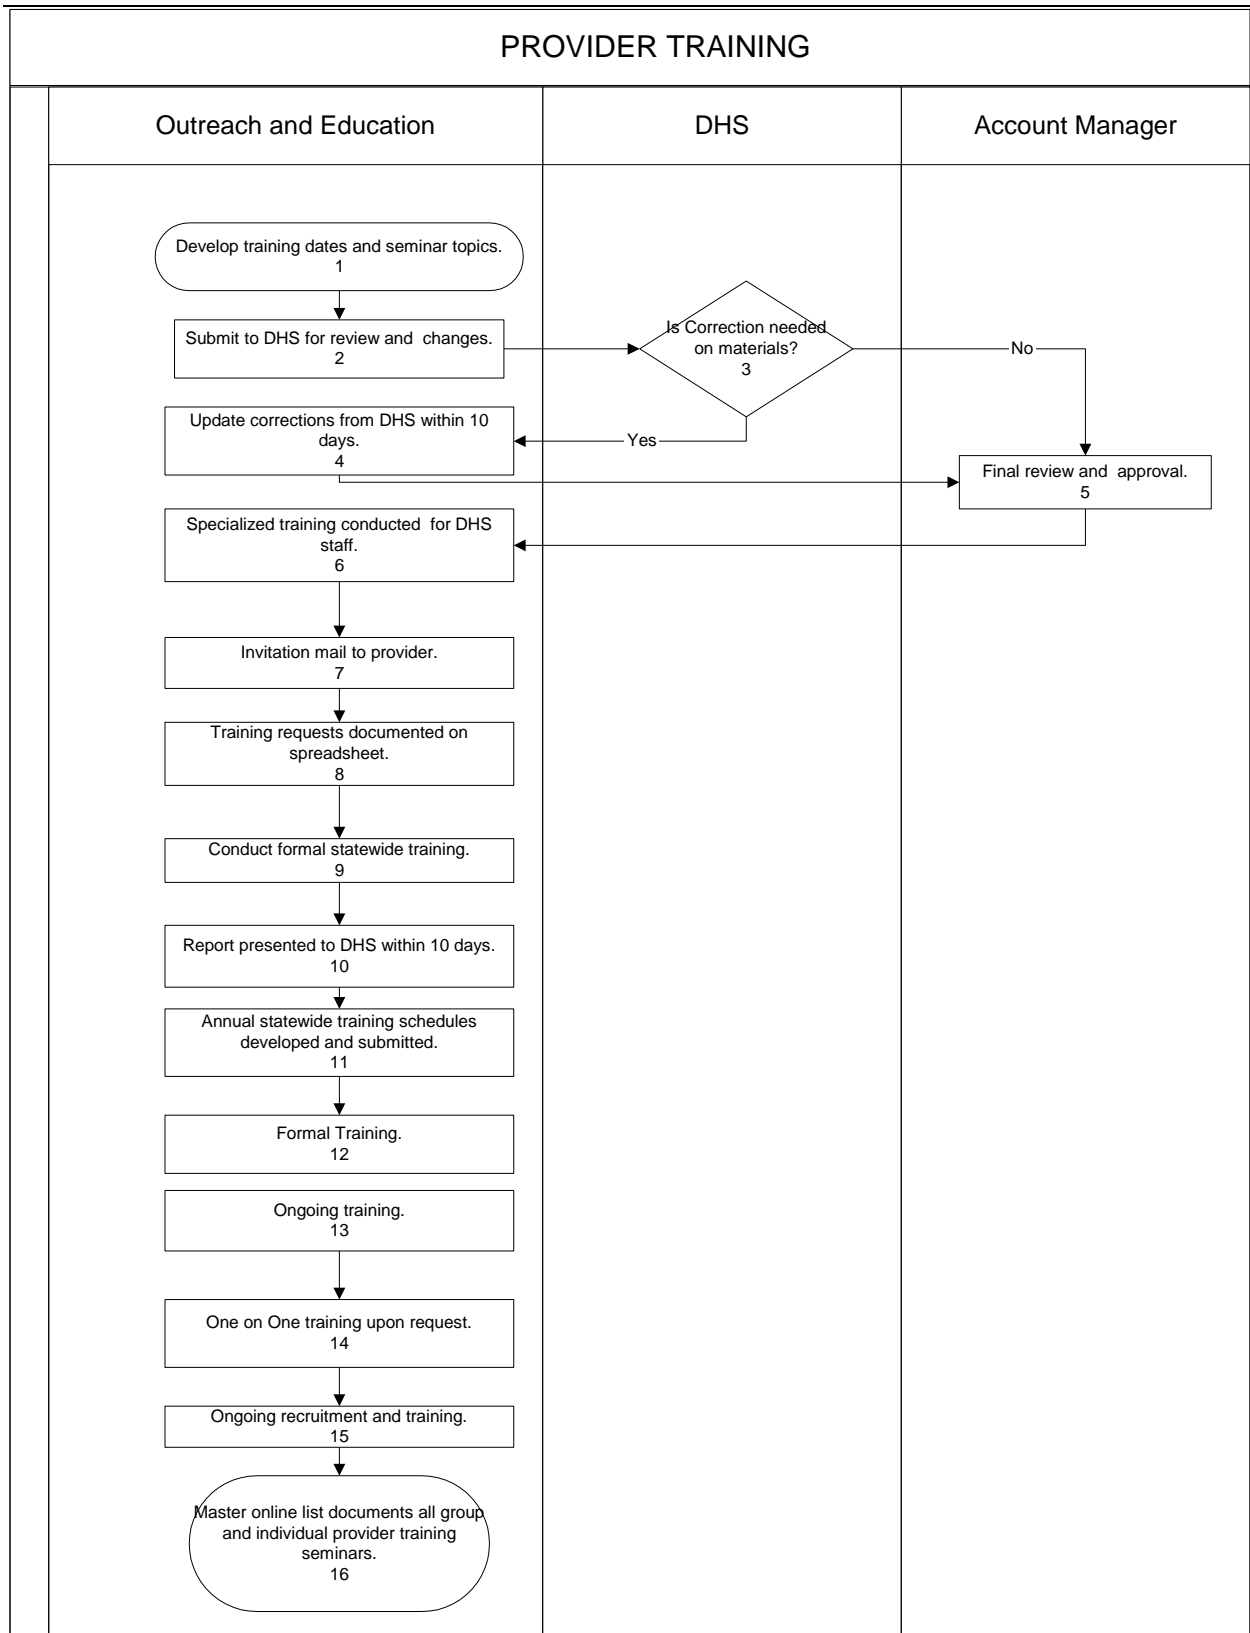 PROVIDER TRAINING
Outreach and Education
DHS
Account Manager
Develop training dates and seminar topics.
1
Submit to DHS for review and changes.
2
Is Correction needed
on materials?
3
No
Yes
Update corrections from DHS within 10
days.
4
Final review and approval.
5
Specialized training conducted for DHS
staff.
6
Invitation mail to provider.
7
Training requests documented on
spreadsheet.
8
Conduct formal statewide training.
9
Report presented to DHS within 10 days.
10
Annual statewide training schedules
developed and submitted.
11
Formal Training.
12
Ongoing training.
13
One on One training upon request.
14
Ongoing recruitment and training.
15
Master online list documents all group
and individual provider training
seminars.
16